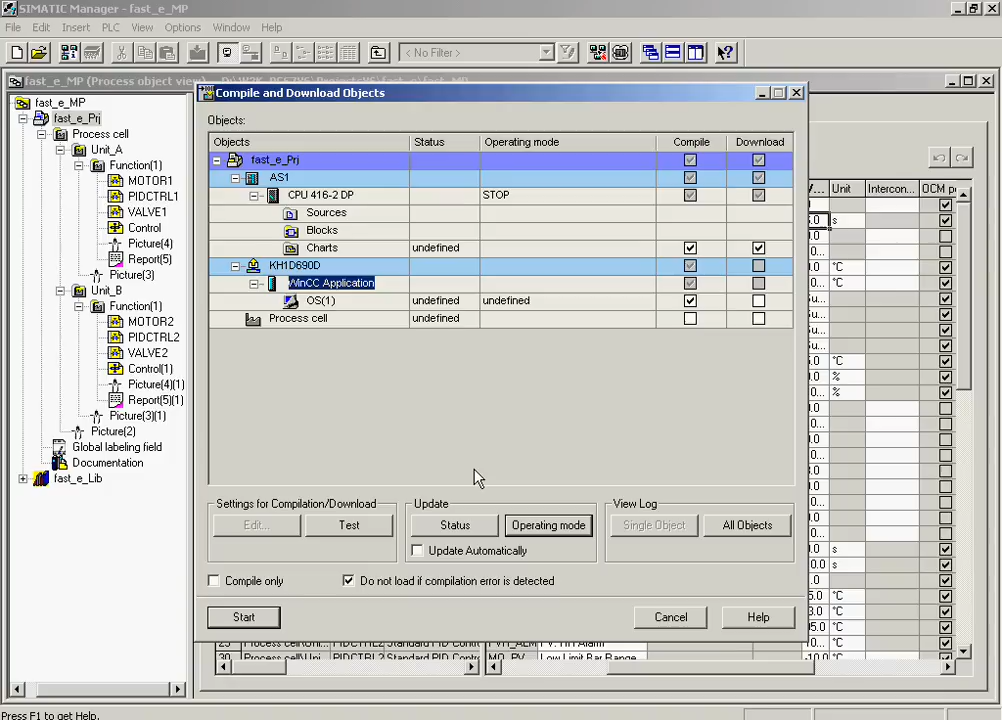 SIMATIC Manager - fast_e_MP
File Edit Insert PLC View Options Window Help
< No Filter >
fast_e_MP (Process object view)
Compile and Download Objects
fast_e_MP
fast_e_Prj
Process cell
Unit_A
Function(1)
MOTOR1
PIDCTRL1
VALVE1
Control
Picture(4)
Report(5)
Picture(3)
Unit_B
Function(1)
MOTOR2
PIDCTRL2
VALVE2
Control(1)
Picture(4)(1)
Report(5)(1)
Picture(3)(1)
Picture(2)
Global labeling field
Documentation
fast_e_Lib
Objects:
Objects Status Operating mode Compile Download
fast_e_Prj
AS1
CPU 416-2 DP STOP
Sources
Blocks
Charts undefined
KH1D690D
WinCC Application
OS(1) undefined undefined
Process cell undefined
Settings for Compilation/Download
Edit... Test
Update
Status Operating mode
Update Automatically
View Log
Single Object All Objects
Compile only
Do not load if compilation error is detected
Start Cancel Help
V... Unit Intercon... OCM p
s
°C
°C
°C
%
%
s
s
°C
°C
°C
°C
Low Limit Bar Range
Press F1 to get Help.